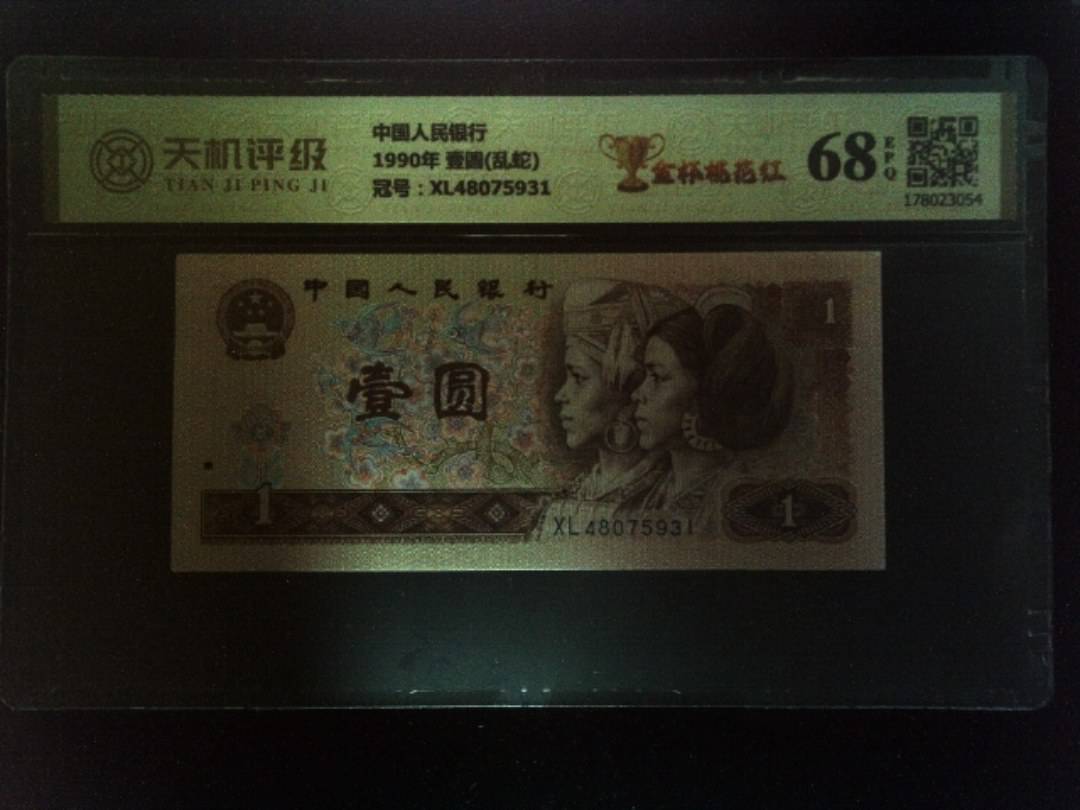 天机评级
TIAN JI PING JI
中国人民银行
1990年 壹圆(乱蛇)
冠号：XL48075931
金杯桃花红
68
EPQ
178023054
中国人民银行
1
壹圆
1
XL48075931
1